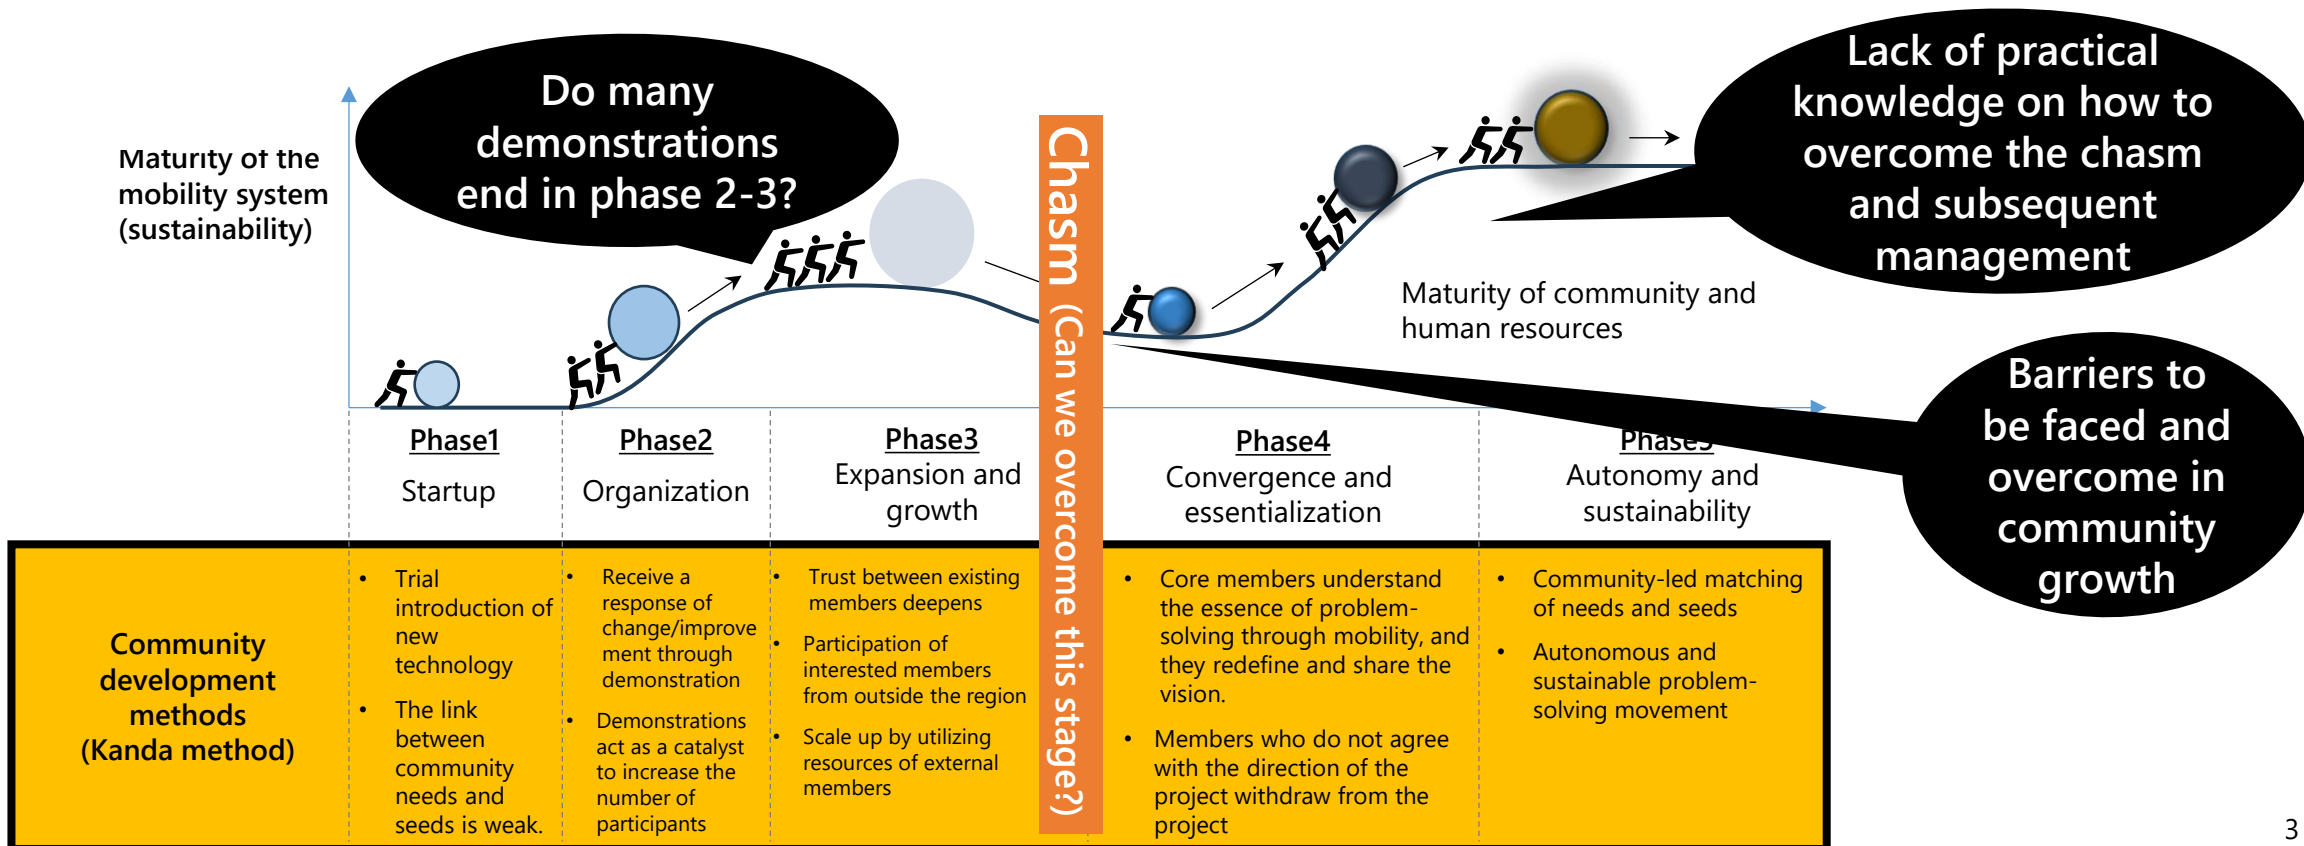 Do many
demonstrations
end in phase 2-3?
Lack of practical
knowledge on how to
overcome the chasm
and subsequent
management
Maturity of the
mobility system
(sustainability)
Chasm (Can we overcome this stage?)
Maturity of community and
human resources
Barriers to
be faced and
overcome in
community
growth
Phase1
Startup
Phase2
Organization
Phase3
Expansion and
growth
Phase4
Convergence and
essentialization
Phase5
Autonomy and
sustainability
Community
development
methods
(Kanda method)
• Trial
introduction of
new
technology
• The link
between
community
needs and
seeds is weak.
• Receive a
response of
change/improve
ment through
demonstration
• Demonstrations
act as a catalyst
to increase the
number of
participants
• Trust between existing
members deepens
• Participation of
interested members
from outside the region
• Scale up by utilizing
resources of external
members
• Core members understand
the essence of problem-
solving through mobility, and
they redefine and share the
vision.
• Members who do not agree
with the direction of the
project withdraw from the
project
• Community-led matching
of needs and seeds
• Autonomous and
sustainable problem-
solving movement
3